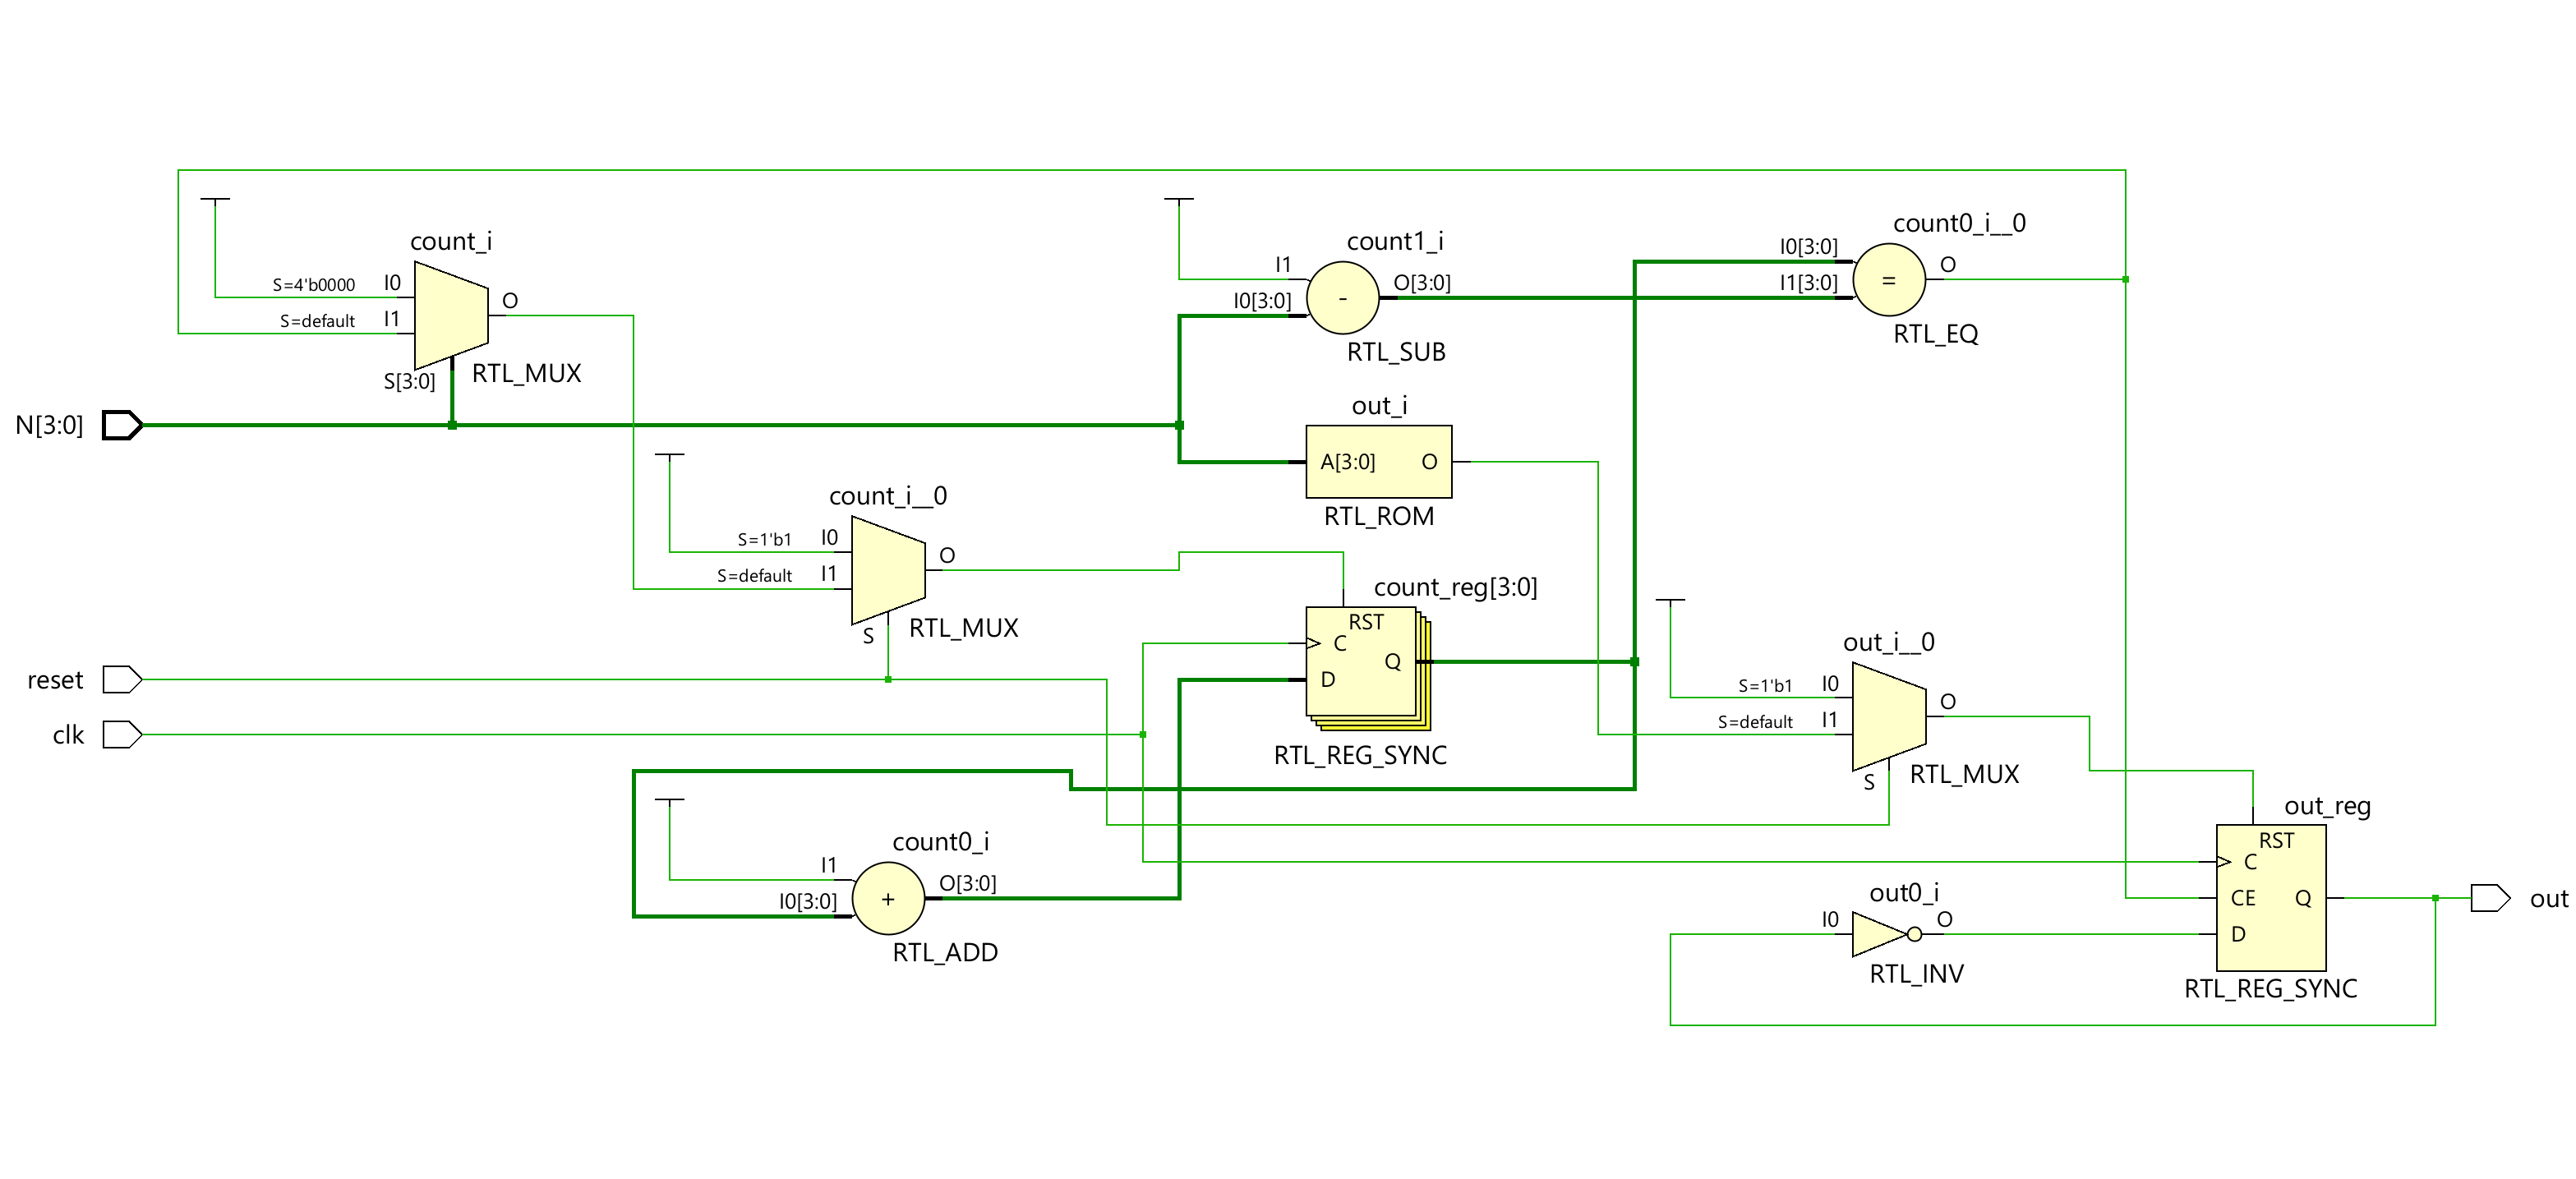 count_i
S=4'b0000 I0
S=default I1
O
S[3:0]
RTL_MUX
N[3:0]
count1_i
I1
I0[3:0]
-
O[3:0]
RTL_SUB
count0_i__0
I0[3:0]
I1[3:0]
=
O
RTL_EQ
out_i
A[3:0] O
RTL_ROM
count_i__0
S=1'b1 I0
S=default I1
O
S
RTL_MUX
count_reg[3:0]
RST
C
Q
D
RTL_REG_SYNC
reset
clk
out_i__0
S=1'b1 I0
S=default I1
O
S
RTL_MUX
count0_i
I1
I0[3:0]
+
O[3:0]
RTL_ADD
out0_i
I0 O
RTL_INV
out_reg
RST
C
CE Q
D
RTL_REG_SYNC
out